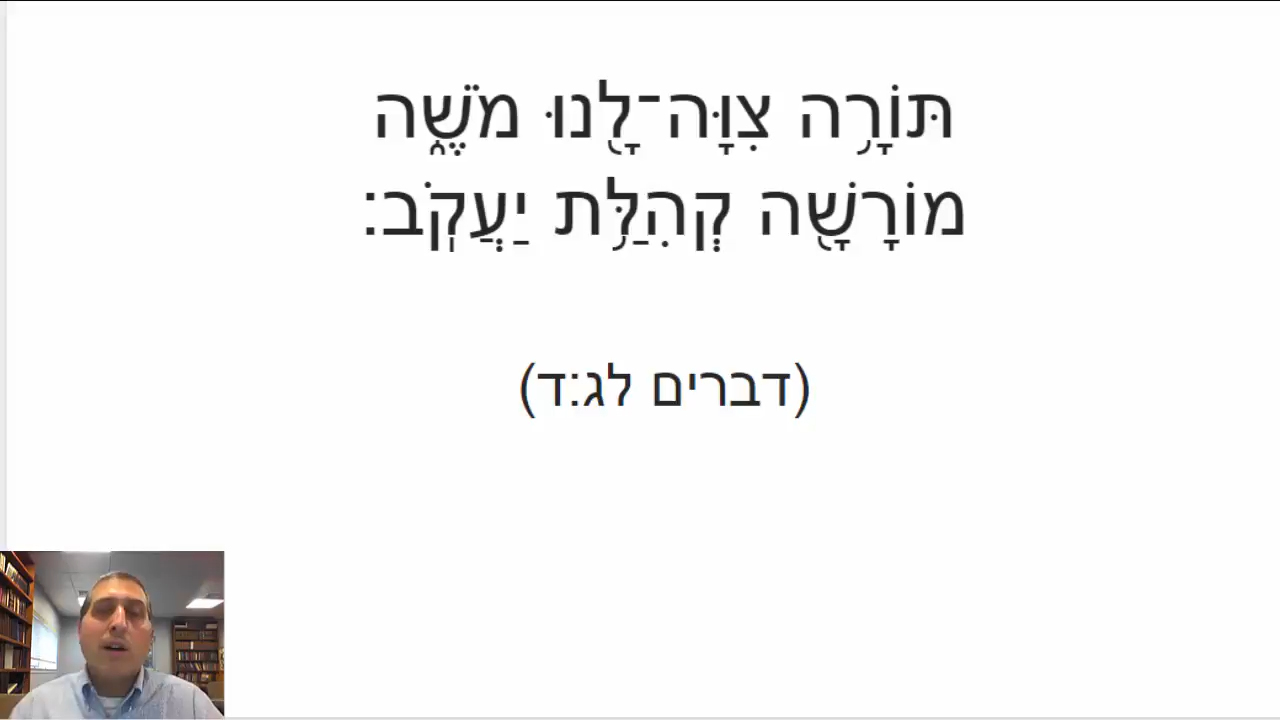 תּוֹרָ֥ה צִוָּה־לָ֖נוּ מֹשֶׁ֑ה
מוֹרָשָׁ֖ה קְהִלַּ֥ת יַעֲקֹֽב׃
(דברים לג:ד)